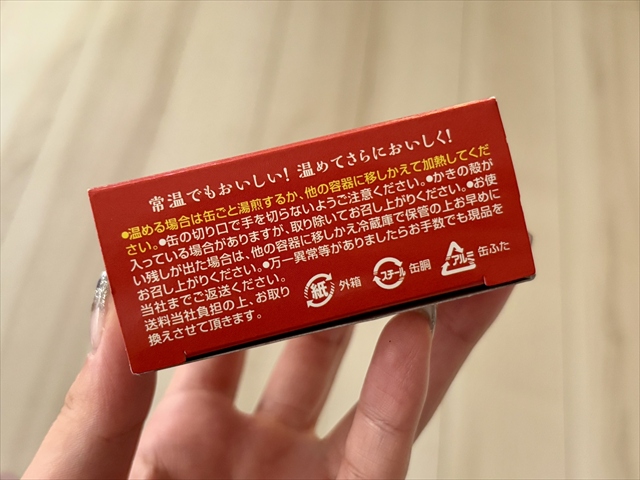 常温でもおいしい！温めてさらにおいしく！
●温める場合は缶ごと湯煎するか、他の容器に移しかえて加熱してくだ
さい。●缶の切り口で手を切らないようご注意ください。●かきの殻が
入っている場合がありますが、取り除いてお召し上がりください。●お使
い残しが出た場合は、他の容器に移しかえ冷蔵庫で保管の上お早めに
お召し上がりください。●万一異常等がありましたらお手数でも現品を
当社までご返送ください。
送料当社負担の上、お取り
換えさせて頂きます。
紙 外箱
スチール 缶胴
アルミ 缶ふた